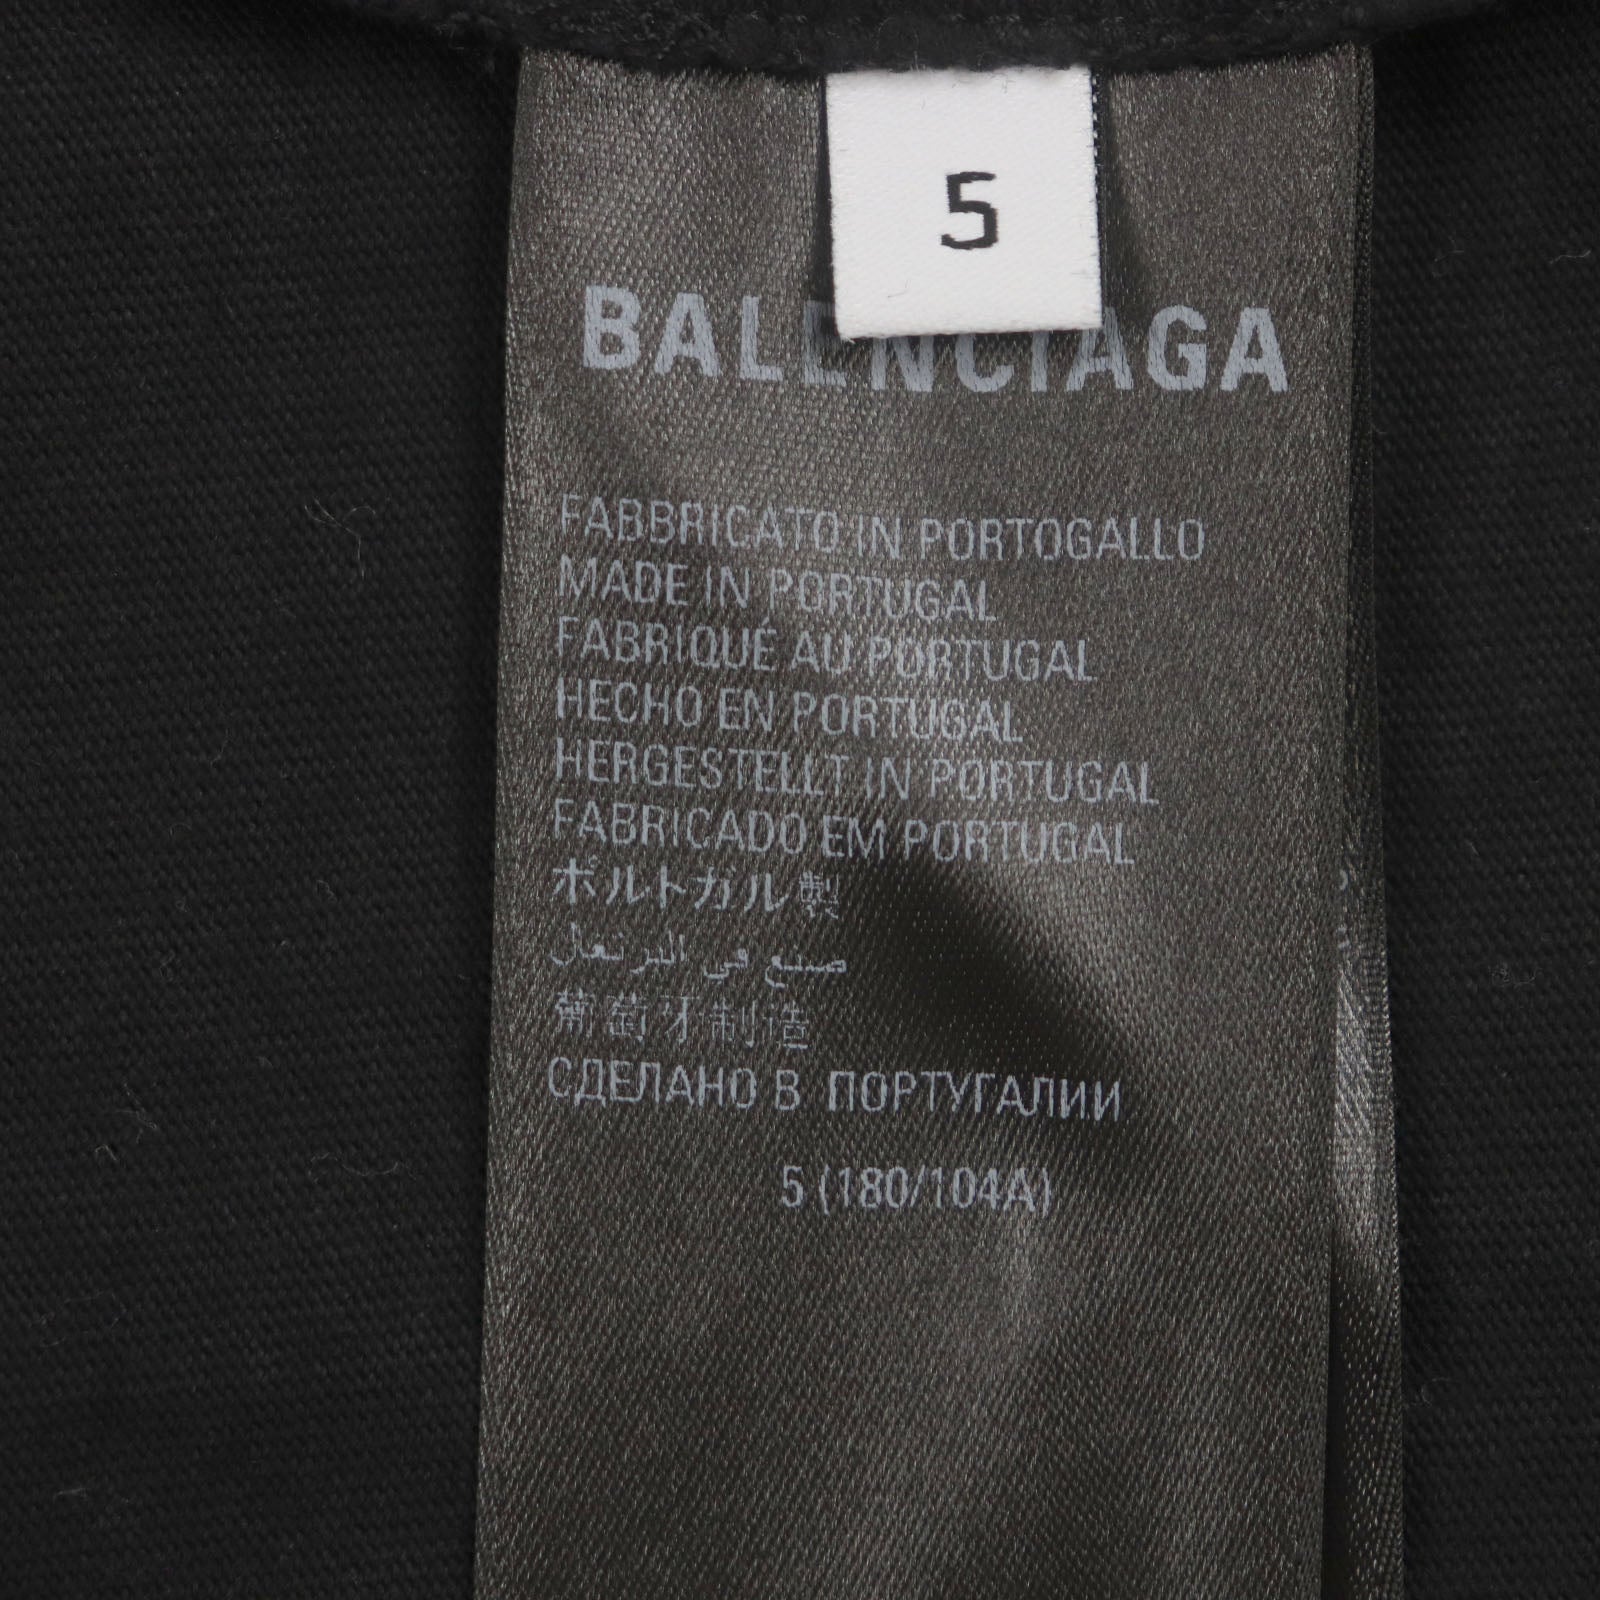 5
BALENCIAGA
FABBRICATO IN PORTOGALLO
MADE IN PORTUGAL
FABRIQUÉ AU PORTUGAL
HECHO EN PORTUGAL
HERGESTELLT IN PORTUGAL
FABRICADO EM PORTUGAL
ポルトガル製
صنيع في البرتغال
葡萄牙制造
СДЕЛАНО В ПОРТУГАЛИИ
5 (180/104A)